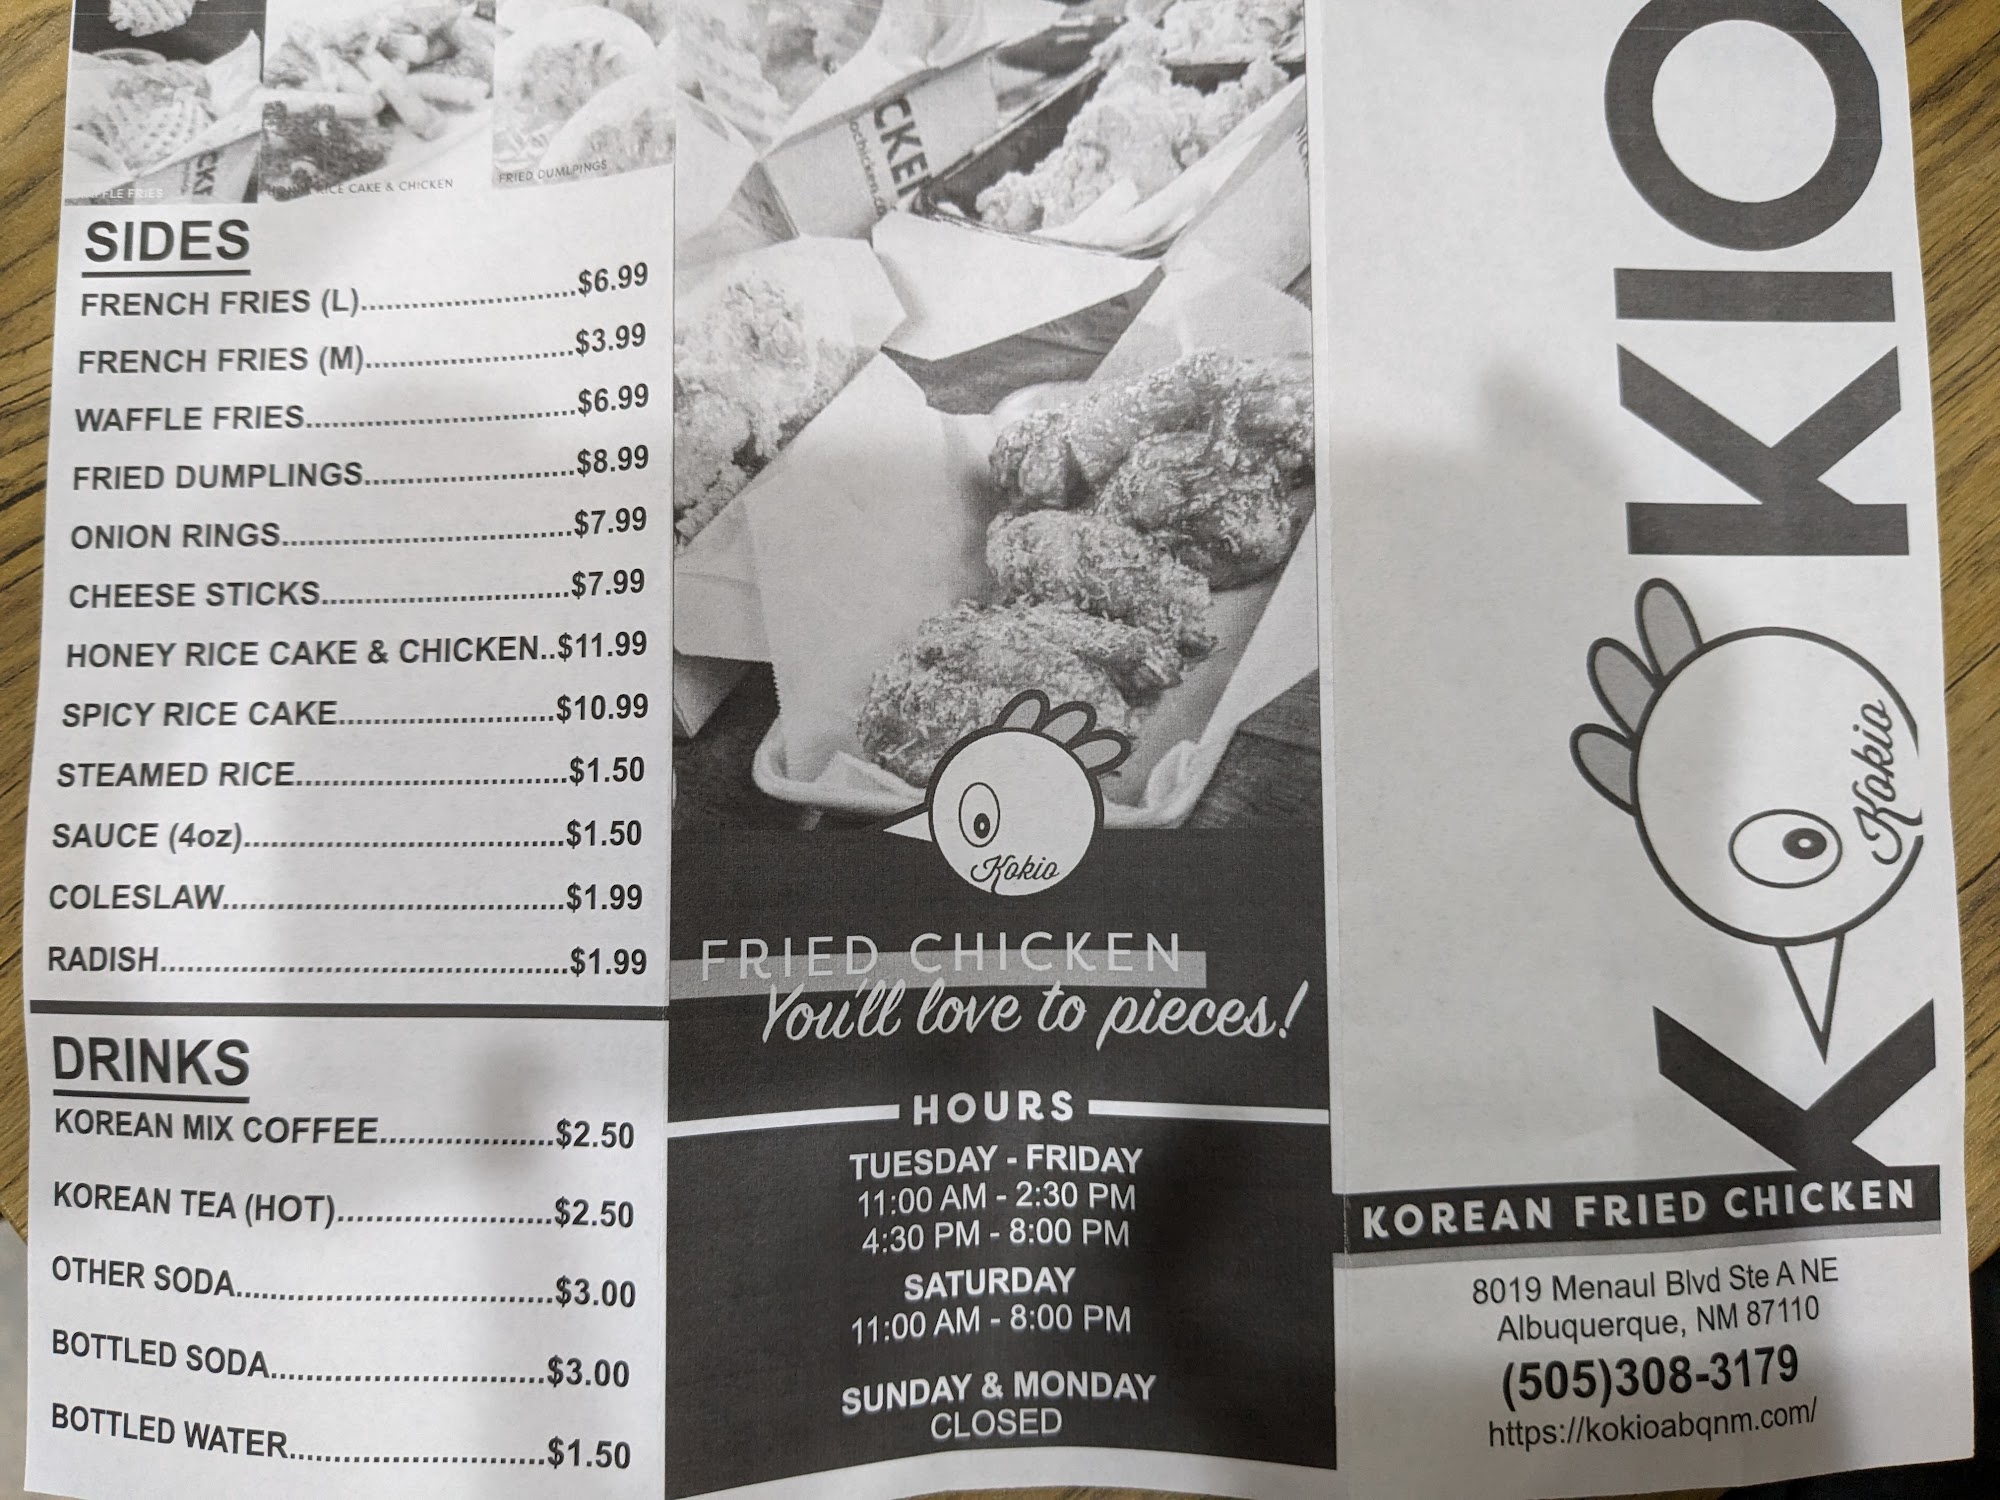 FFLE FRIES
RICE CAKE & CHICKEN
FRIED DUMLPINGS
SIDES
FRENCH FRIES (L)..........................$6.99
FRENCH FRIES (M).........................$3.99
WAFFLE FRIES.................................$6.99
FRIED DUMPLINGS.........................$8.99
ONION RINGS...................................$7.99
CHEESE STICKS..............................$7.99
HONEY RICE CAKE & CHICKEN..$11.99
SPICY RICE CAKE..........................$10.99
STEAMED RICE.................................$1.50
SAUCE (4oz).......................................$1.50
COLESLAW.........................................$1.99
RADISH.................................................$1.99
DRINKS
KOREAN MIX COFFEE.....................$2.50
KOREAN TEA (HOT).........................$2.50
OTHER SODA.....................................$3.00
BOTTLED SODA................................$3.00
BOTTLED WATER..............................$1.50
CKEN
ochicken.co
Kokio
FRIED CHICKEN
You'll love to pieces!
HOURS
TUESDAY - FRIDAY
11:00 AM - 2:30 PM
4:30 PM - 8:00 PM
SATURDAY
11:00 AM - 8:00 PM
SUNDAY & MONDAY
CLOSED
KOKIO
Kokio
KOREAN FRIED CHICKEN
8019 Menaul Blvd Ste A NE
Albuquerque, NM 87110
(505)308-3179
https://kokioabqnm.com/